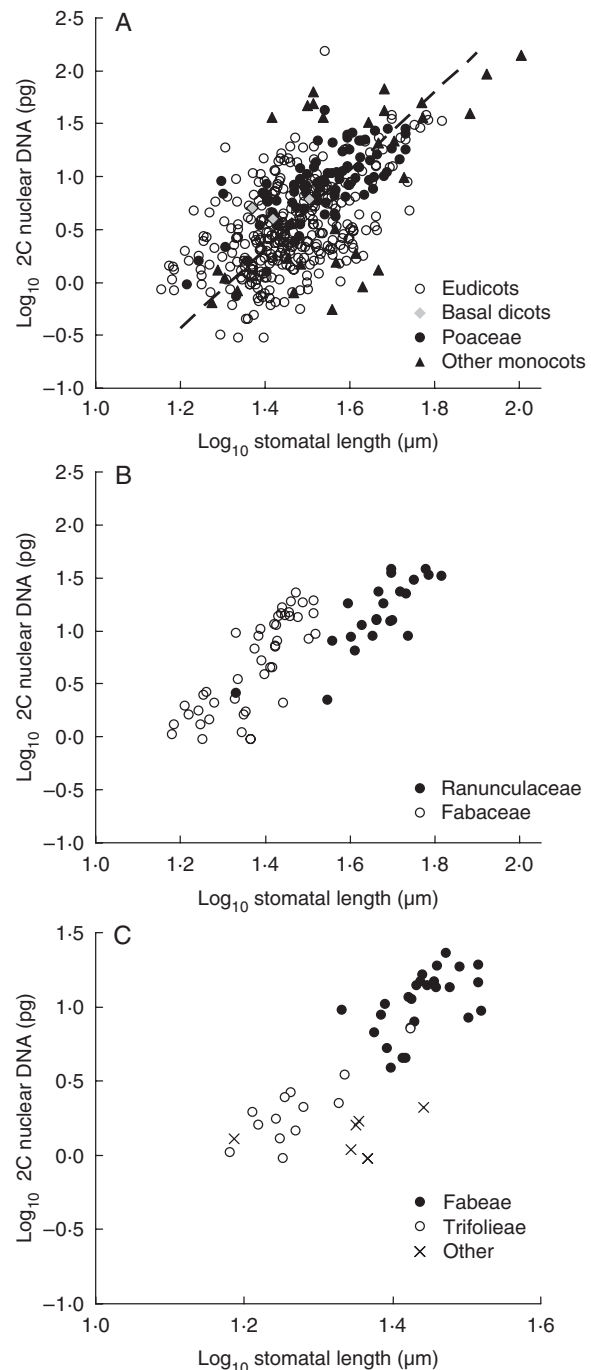 A
2·5
2·0
1·5
1·0
0·5
0·0
−0·5
−1·0
Log10 2C nuclear DNA (pg)
Eudicots
Basal dicots
Poaceae
Other monocots
1·0 1·2 1·4 1·6 1·8 2·0
Log10 stomatal length (µm)
B
2·5
2·0
1·5
1·0
0·5
0·0
−0·5
−1·0
Log10 2C nuclear DNA (pg)
Ranunculaceae
Fabaceae
1·0 1·2 1·4 1·6 1·8 2·0
Log10 stomatal length (µm)
C
1·5
1·0
0·5
0·0
−0·5
−1·0
Log10 2C nuclear DNA (pg)
Fabeae
Trifolieae
Other
1·0 1·2 1·4 1·6
Log10 stomatal length (µm)